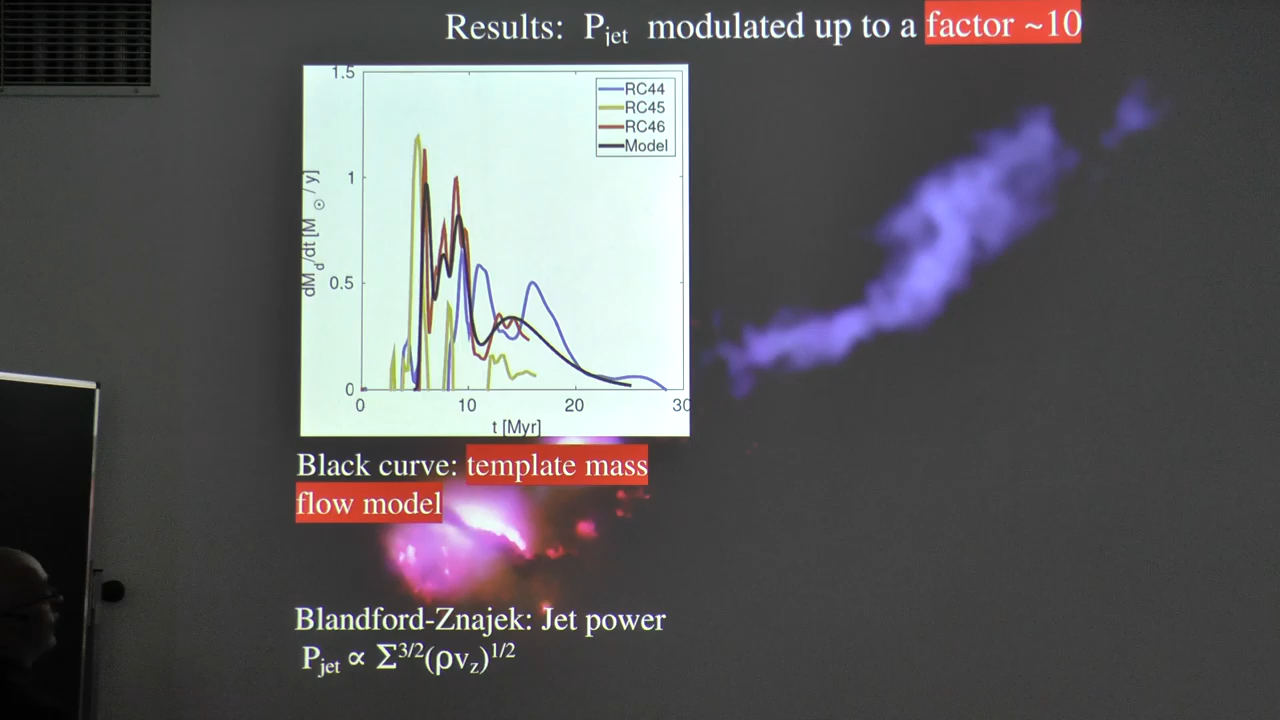 Results: Pjet modulated up to a factor ~10
1.5
1
0.5
0
dMd/dt [M⊙/y]
RC44
RC45
RC46
Model
0 10 20 30
t [Myr]
Black curve: template mass
flow model
Blandford-Znajek: Jet power
Pjet ∝ Σ3/2(ρvz)1/2